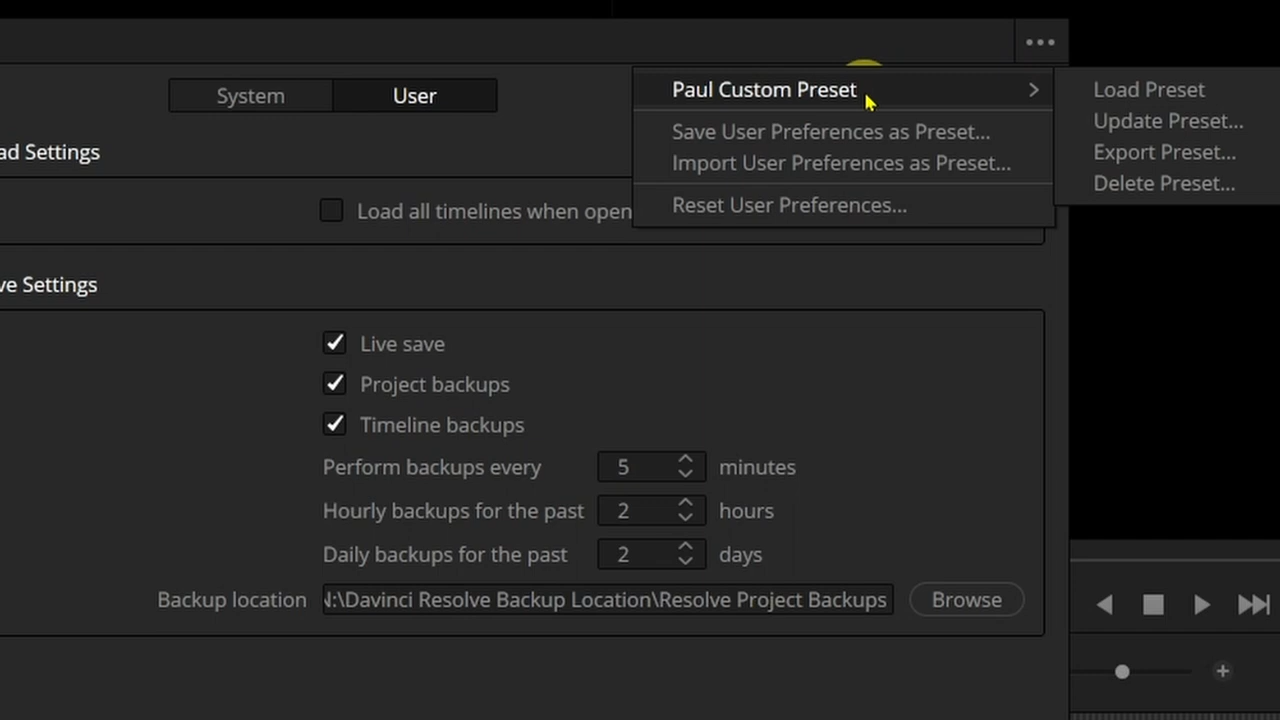 System
User
Paul Custom Preset
Load Preset
Update Preset...
Save User Preferences as Preset...
Export Preset...
ad Settings
Import User Preferences as Preset...
Delete Preset...
Load all timelines when open
Reset User Preferences...
ve Settings
Live save
Project backups
Timeline backups
Perform backups every 5 minutes
Hourly backups for the past 2 hours
Daily backups for the past 2 days
Backup location N:\Davinci Resolve Backup Location\Resolve Project Backups Browse